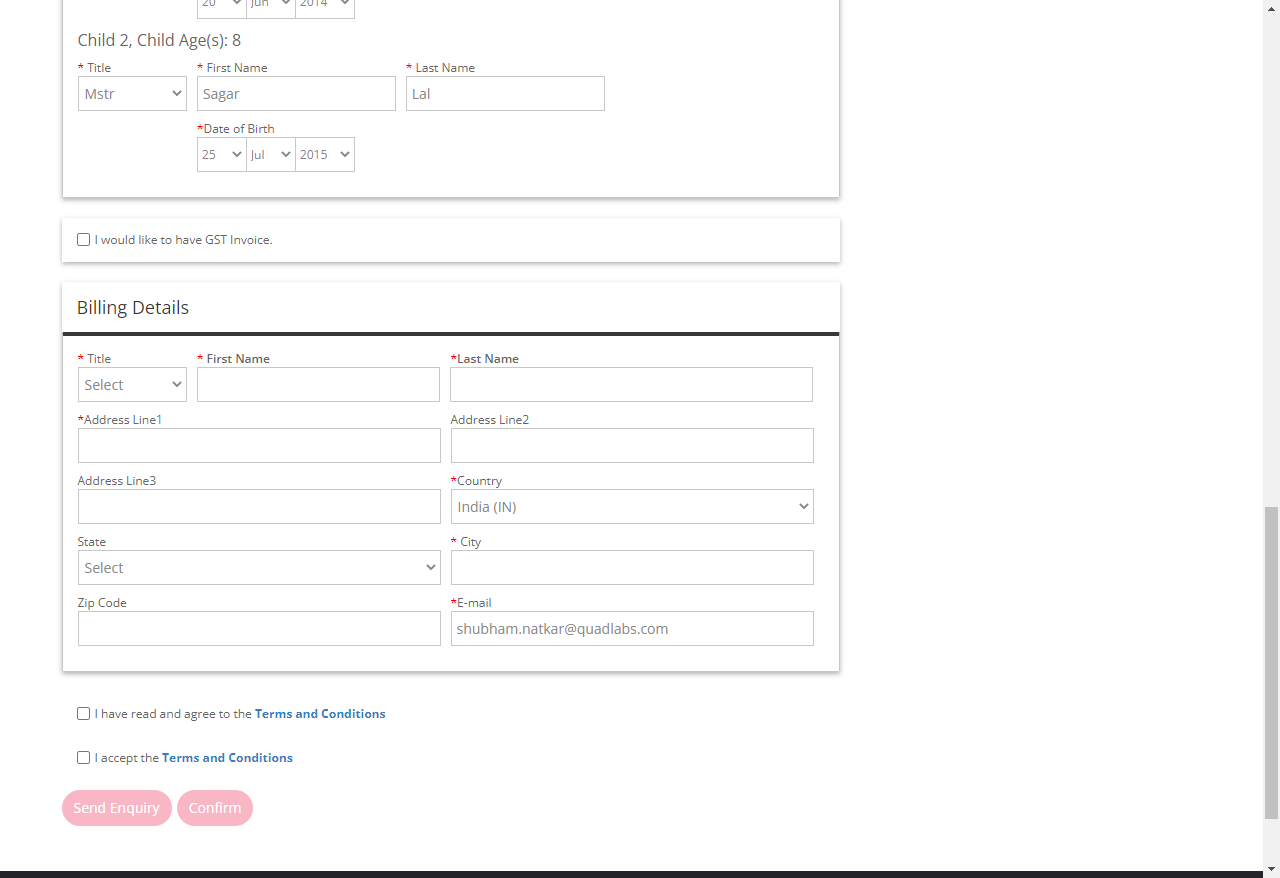 20 Jun 2014
Child 2, Child Age(s): 8
* Title * First Name * Last Name
Mstr Sagar Lal
*Date of Birth
25 Jul 2015
I would like to have GST Invoice.
Billing Details
* Title * First Name *Last Name
Select
*Address Line1 Address Line2
Address Line3 *Country
India (IN)
State * City
Select
Zip Code *E-mail
shubham.natkar@quadlabs.com
I have read and agree to the Terms and Conditions
I accept the Terms and Conditions
Send Enquiry Confirm